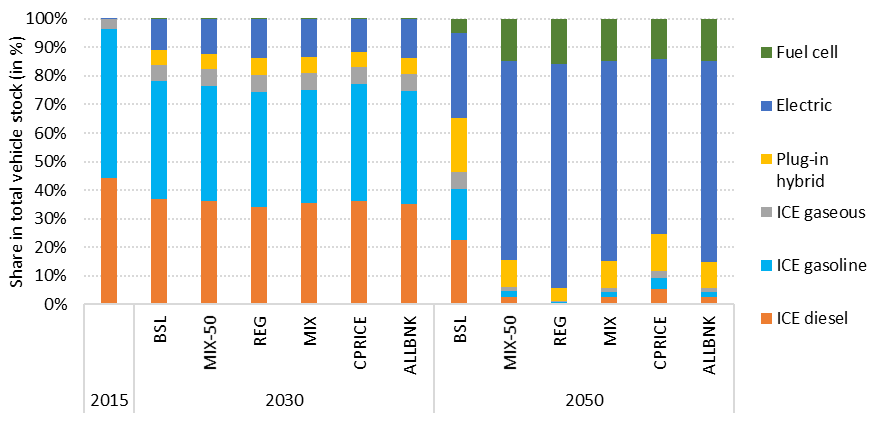 Share in total vehicle stock (in %)
100%
90%
80%
70%
60%
50%
40%
30%
20%
10%
0%
BSL
MIX-50
REG
MIX
CPRICE
ALLBNK
BSL
MIX-50
REG
MIX
CPRICE
ALLBNK
2015
2030
2050
Fuel cell
Electric
Plug-in
hybrid
ICE gaseous
ICE gasoline
ICE diesel